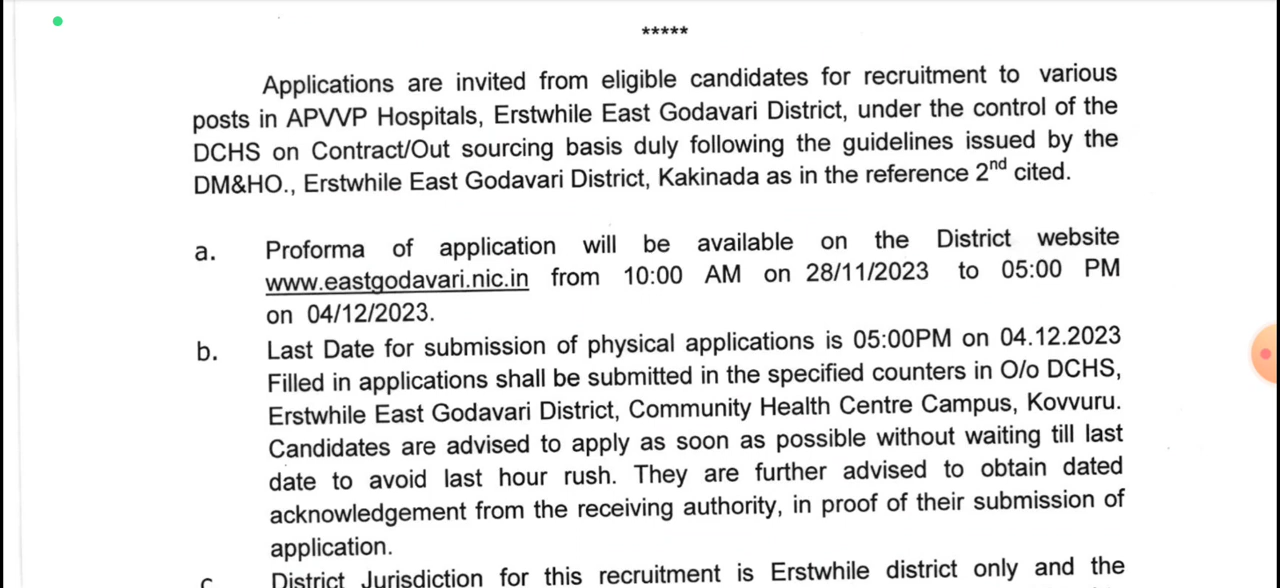 *****
Applications are invited from eligible candidates for recruitment to various
posts in APVVP Hospitals, Erstwhile East Godavari District, under the control of the
DCHS on Contract/Out sourcing basis duly following the guidelines issued by the
DM&HO., Erstwhile East Godavari District, Kakinada as in the reference 2nd cited.
a. Proforma of application will be available on the District website
www.eastgodavari.nic.in from 10:00 AM on 28/11/2023 to 05:00 PM
on 04/12/2023.
b. Last Date for submission of physical applications is 05:00PM on 04.12.2023
Filled in applications shall be submitted in the specified counters in O/o DCHS,
Erstwhile East Godavari District, Community Health Centre Campus, Kovvuru.
Candidates are advised to apply as soon as possible without waiting till last
date to avoid last hour rush. They are further advised to obtain dated
acknowledgement from the receiving authority, in proof of their submission of
application.
c. District Jurisdiction for this recruitment is Erstwhile district only and the